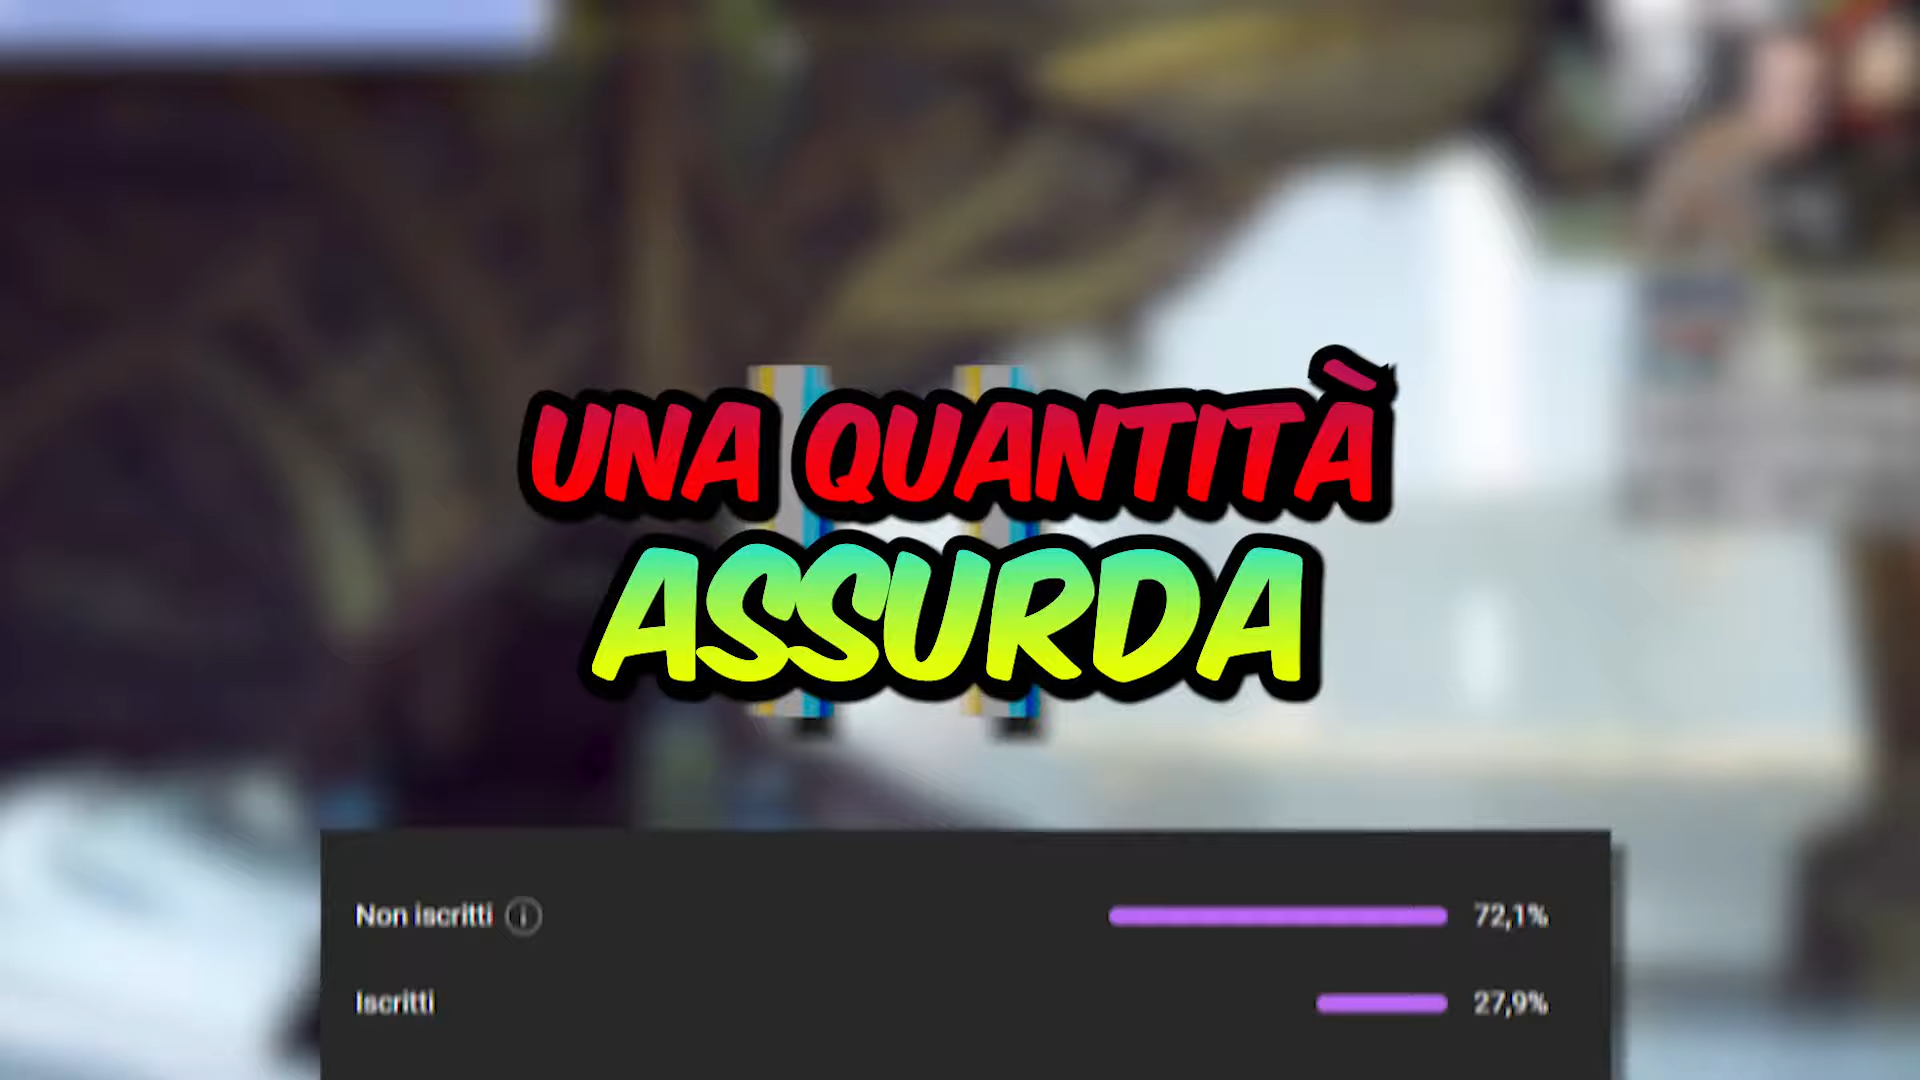 UNA QUANTITÀ
ASSURDA
Non iscritti 72,1%
Iscritti 27,9%